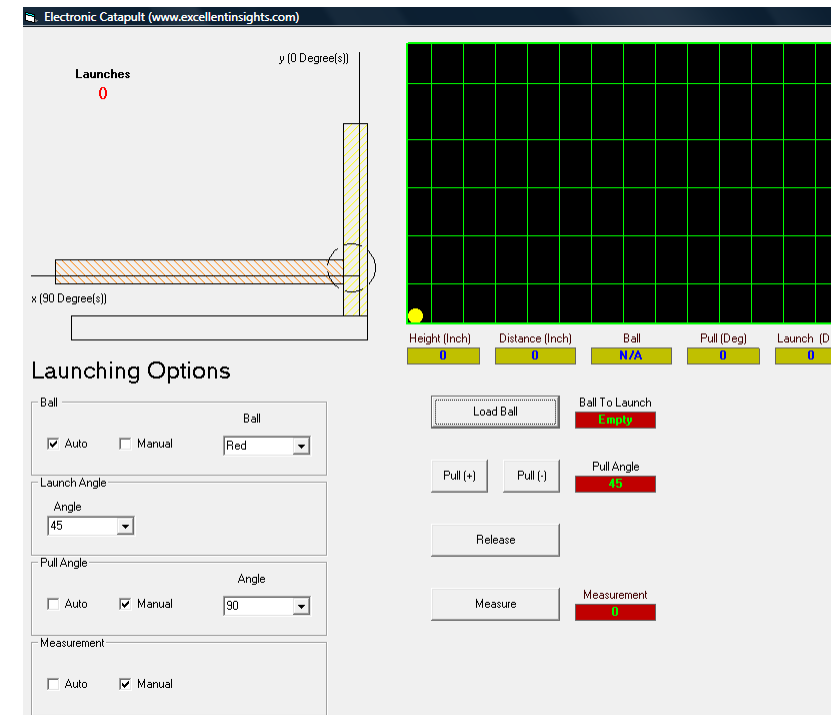 Electronic Catapult (www.excellentinsights.com)
Launches
0
y (0 Degree(s))
x (90 Degree(s))
Height (Inch) Distance (Inch) Ball Pull (Deg) Launch (D
0 0 N/A 0 0
Launching Options
Ball
Ball
Auto Manual Red
Launch Angle
Angle
45
Pull Angle
Angle
Auto Manual 90
Measurement
Auto Manual
Load Ball
Ball To Launch
Empty
Pull (+) Pull (-)
Pull Angle
45
Release
Measure
Measurement
0